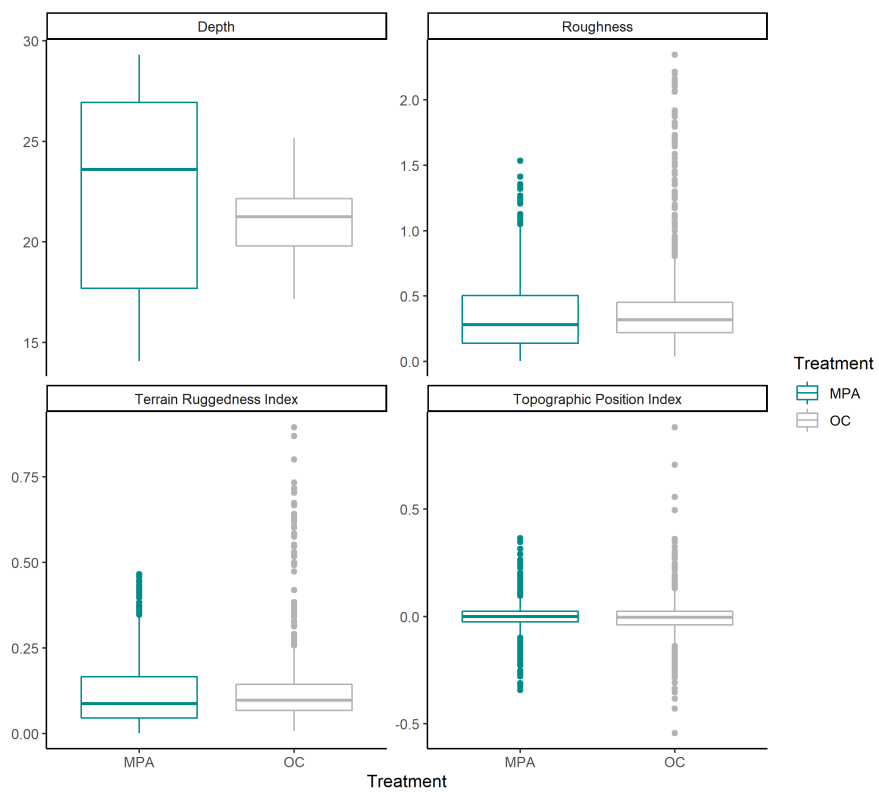 Depth
Roughness
30
25
20
15
2.0
1.5
1.0
0.5
0.0
Terrain Ruggedness Index
Topographic Position Index
0.75
0.50
0.25
0.00
0.5
0.0
-0.5
MPA
OC
MPA
OC
Treatment
Treatment
MPA
OC